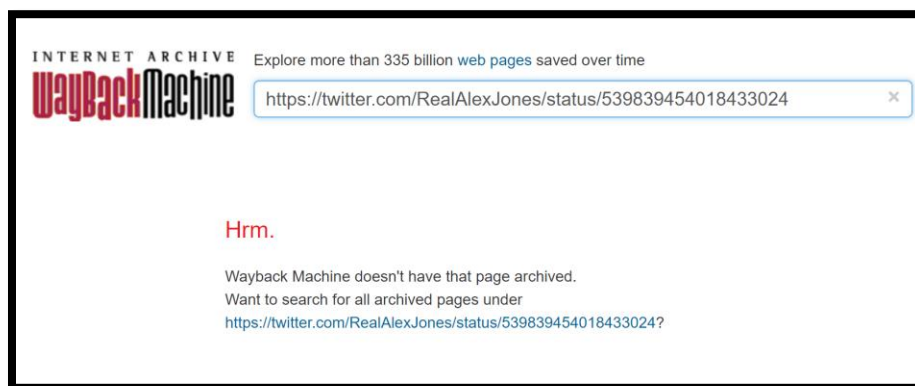 INTERNET ARCHIVE
WayBackMachine
Explore more than 335 billion web pages saved over time
https://twitter.com/RealAlexJones/status/539839454018433024 ×
Hrm.
Wayback Machine doesn't have that page archived.
Want to search for all archived pages under
https://twitter.com/RealAlexJones/status/539839454018433024?